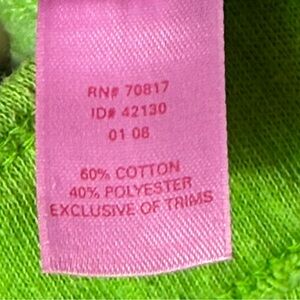 RN# 70817
ID# 42130
01 08
60% COTTON
40% POLYESTER
EXCLUSIVE OF TRIMS